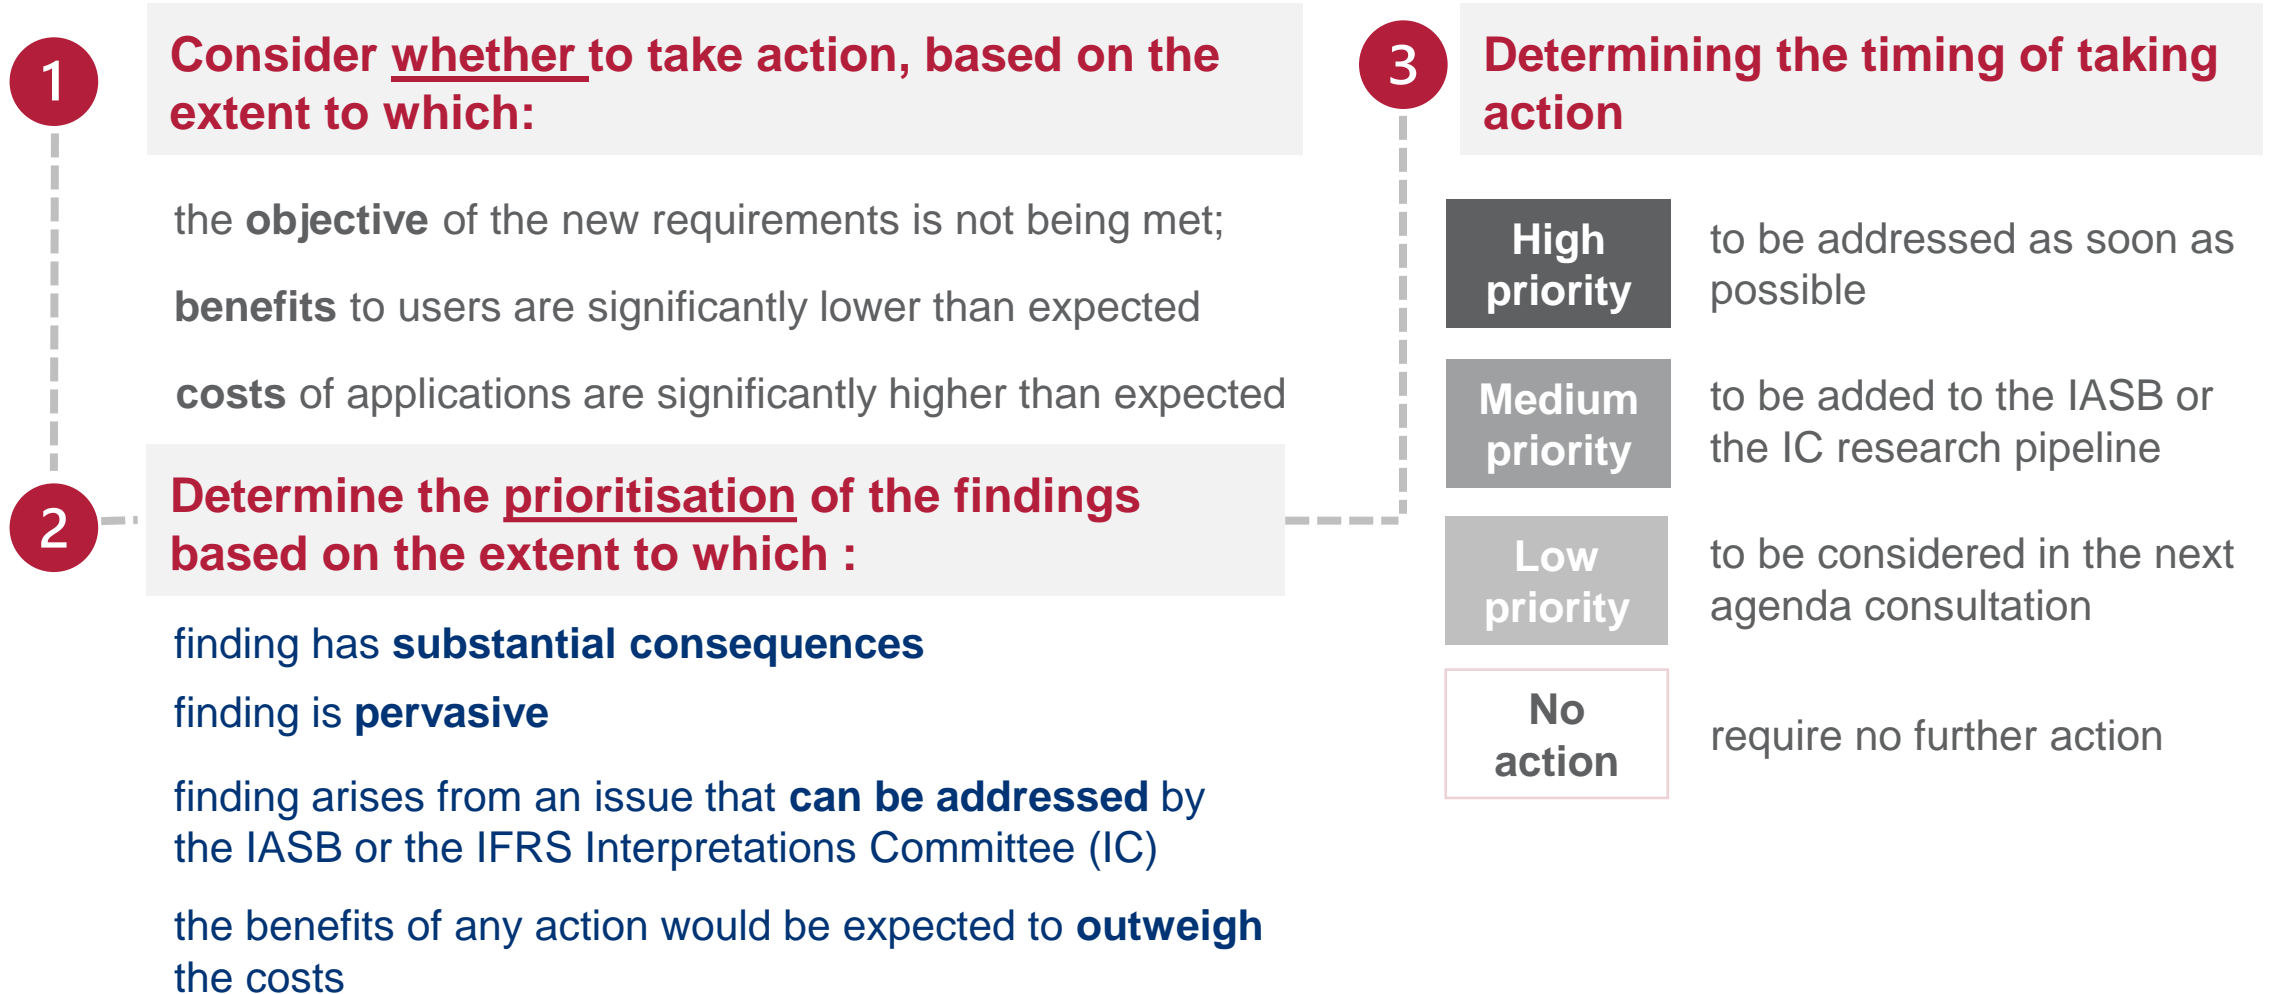 1
Consider whether to take action, based on the
extent to which:
the objective of the new requirements is not being met;
benefits to users are significantly lower than expected
costs of applications are significantly higher than expected
2
Determine the prioritisation of the findings
based on the extent to which :
finding has substantial consequences
finding is pervasive
finding arises from an issue that can be addressed by
the IASB or the IFRS Interpretations Committee (IC)
the benefits of any action would be expected to outweigh
the costs
3
Determining the timing of taking
action
High
priority
to be addressed as soon as
possible
Medium
priority
to be added to the IASB or
the IC research pipeline
Low
priority
to be considered in the next
agenda consultation
No
action
require no further action